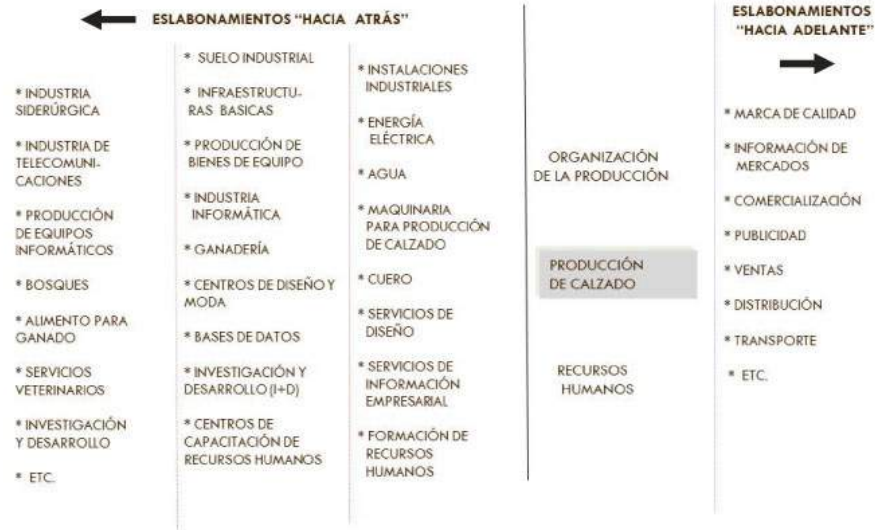 ESLABONAMIENTOS “HACIA ATRÁS”
* INDUSTRIA
SIDERÚRGICA
* INDUSTRIA DE
TELECOMUNI-
CACIONES
* PRODUCCIÓN
DE EQUIPOS
INFORMÁTICOS
* BOSQUES
* ALIMENTO PARA
GANADO
* SERVICIOS
VETERINARIOS
* INVESTIGACIÓN
Y DESARROLLO
* ETC.
* SUELO INDUSTRIAL
* INFRAESTRUCTU-
RAS BASICAS
* PRODUCCIÓN DE
BIENES DE EQUIPO
* INDUSTRIA
INFORMÁTICA
* GANADERÍA
* CENTROS DE DISEÑO Y
MODA
* BASES DE DATOS
* INVESTIGACIÓN Y
DESARROLLO (I+D)
* CENTROS DE
CAPACITACIÓN DE
RECURSOS HUMANOS
* INSTALACIONES
INDUSTRIALES
* ENERGÍA
ELÉCTRICA
* AGUA
* MAQUINARIA
PARA PRODUCCIÓN
DE CALZADO
* CUERO
* SERVICIOS DE
DISEÑO
* SERVICIOS DE
INFORMACIÓN
EMPRESARIAL
* FORMACIÓN DE
RECURSOS
HUMANOS
ORGANIZACIÓN
DE LA PRODUCCIÓN
PRODUCCIÓN
DE CALZADO
RECURSOS
HUMANOS
ESLABONAMIENTOS
“HACIA ADELANTE”
* MARCA DE CALIDAD
* INFORMACIÓN DE
MERCADOS
* COMERCIALIZACIÓN
* PUBLICIDAD
* VENTAS
* DISTRIBUCIÓN
* TRANSPORTE
* ETC.